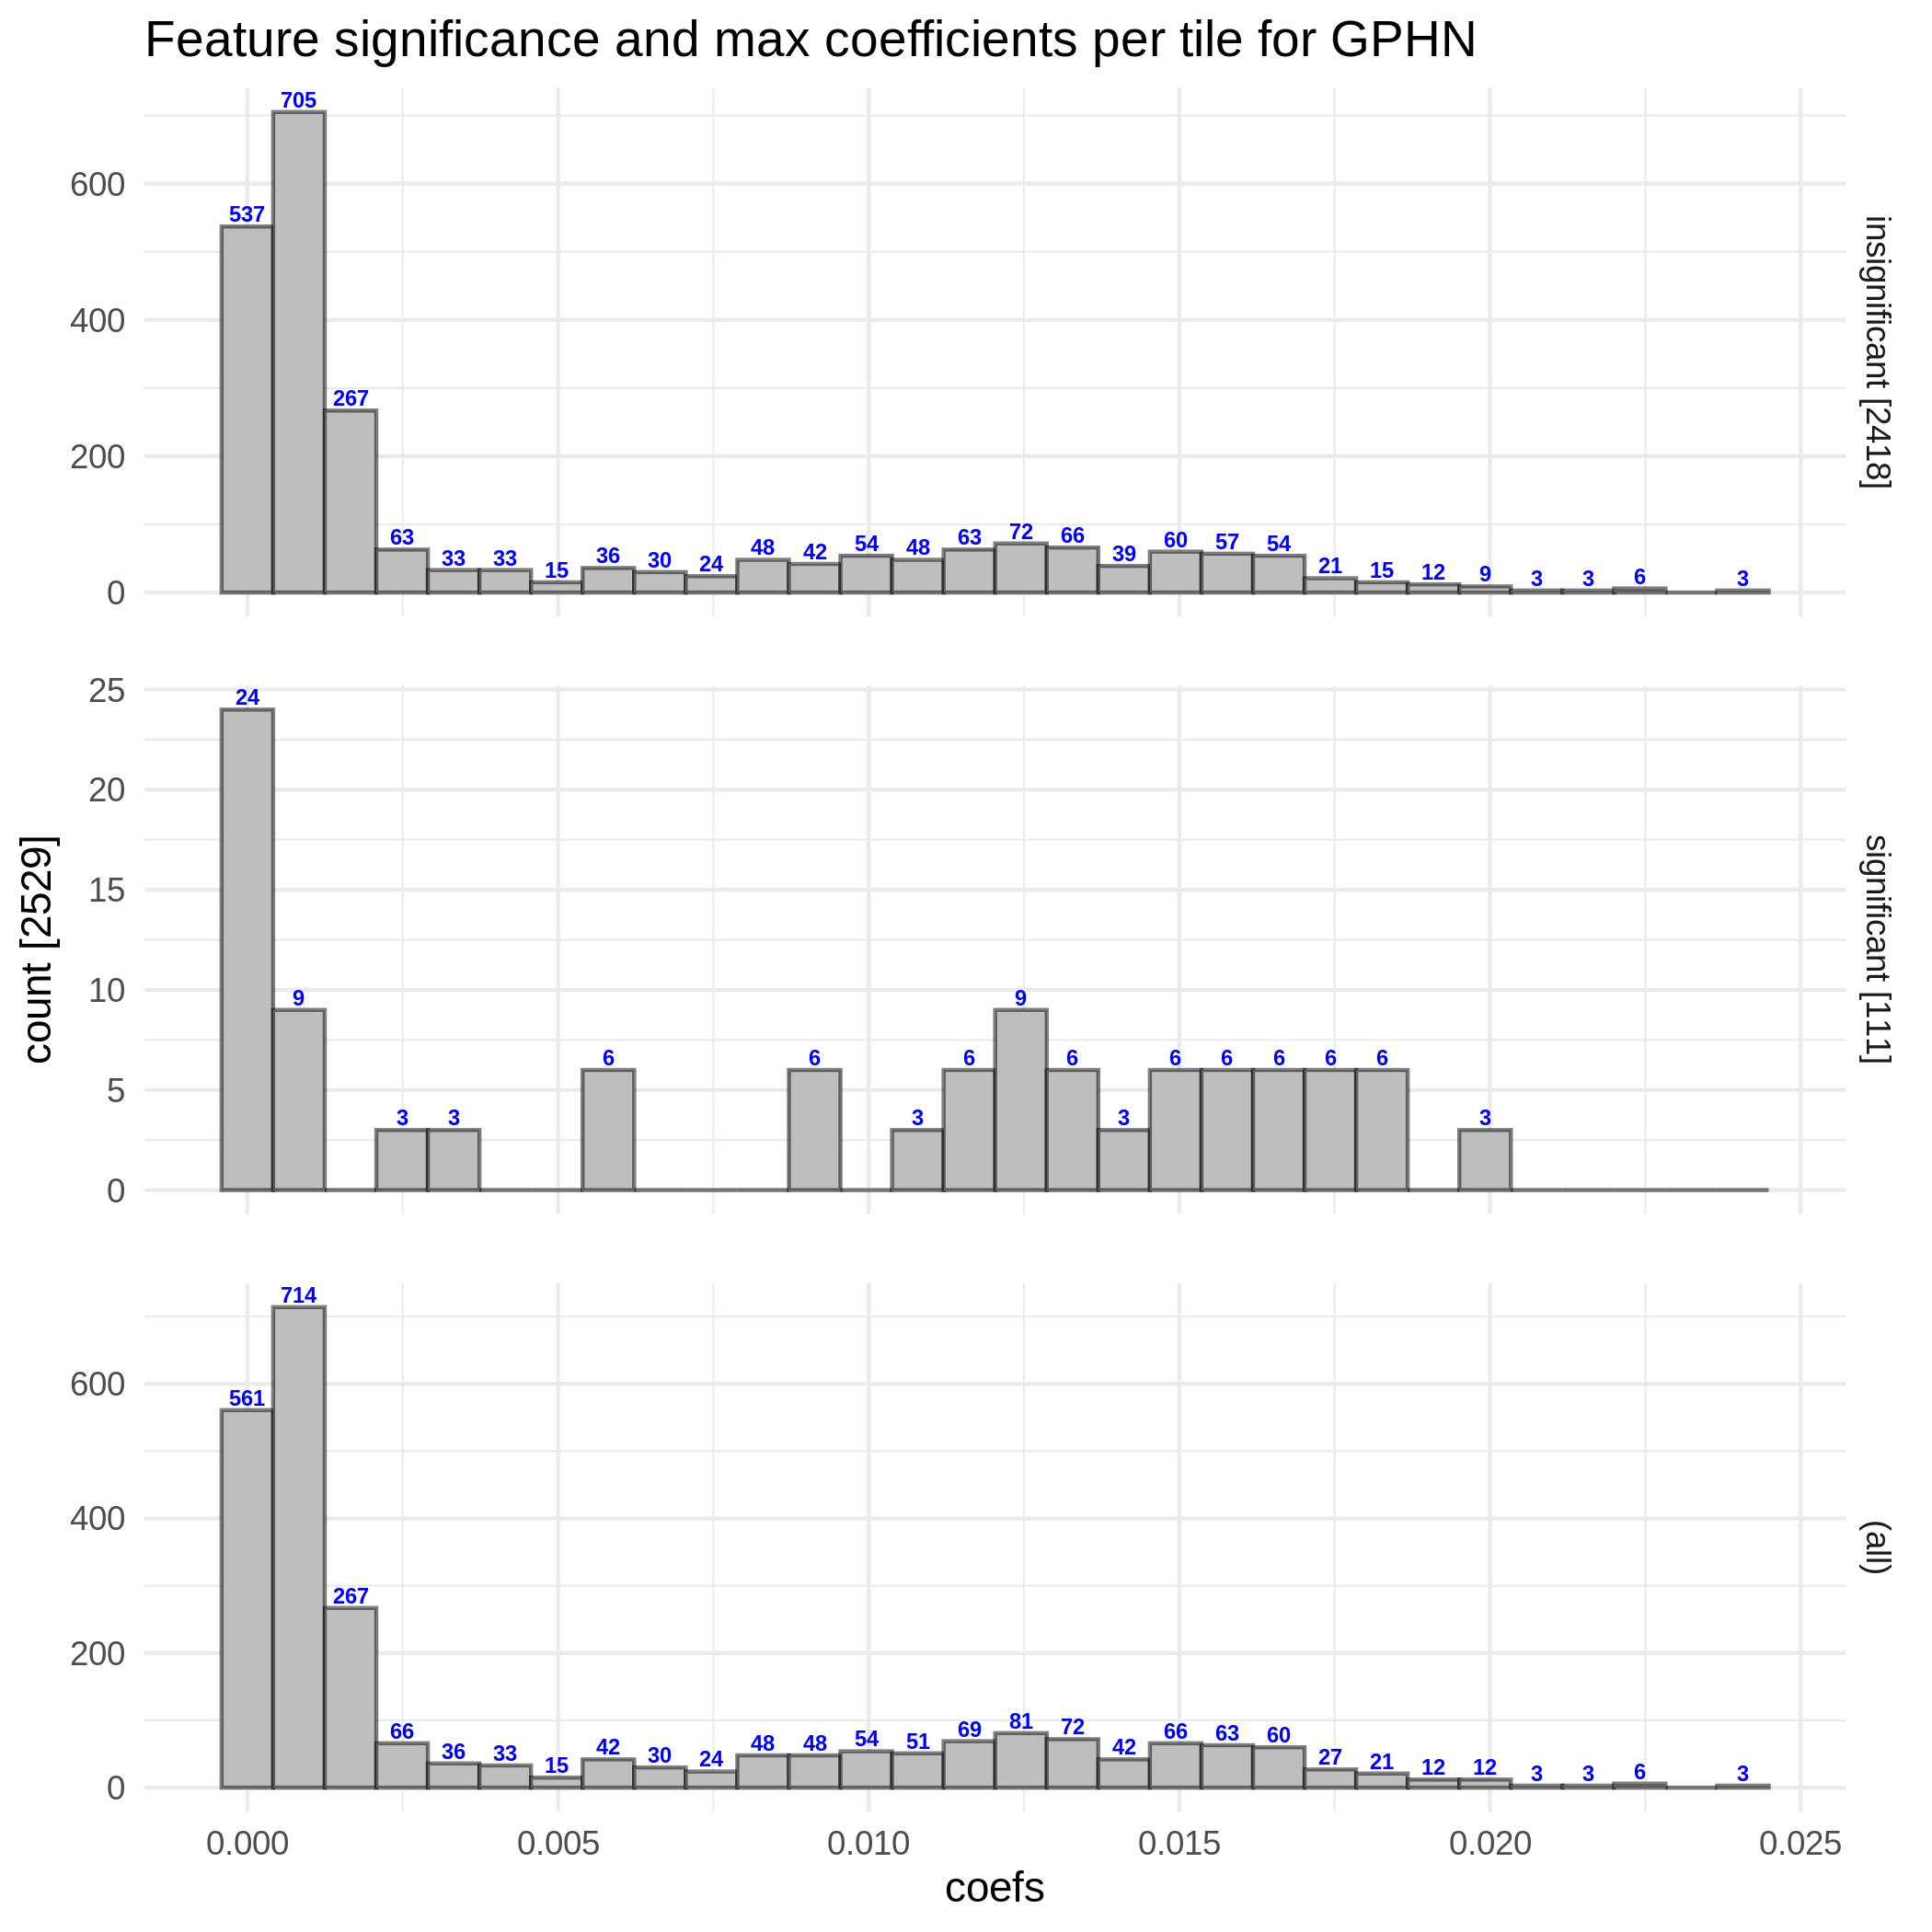 Feature significance and max coefficients per tile for GPHN
705
537
600
400
267
200
63 33 33 15 36 30 24 48 42 54 48 63 72 66 39 60 57 54 21 15 12 9 3 3 6 3
0
insignificant [2418]
25
24
20
15
10
9 9
6 6 6 6 6 6 6 6 6
5
3 3 3 3 3
0
significant [111]
count [2529]
714
561
600
400
267
200
66 36 33 15 42 30 24 48 48 54 51 69 81 72 42 66 63 60 27 21 12 12 3 3 6 3
0
(all)
0.000 0.005 0.010 0.015 0.020 0.025
coefs